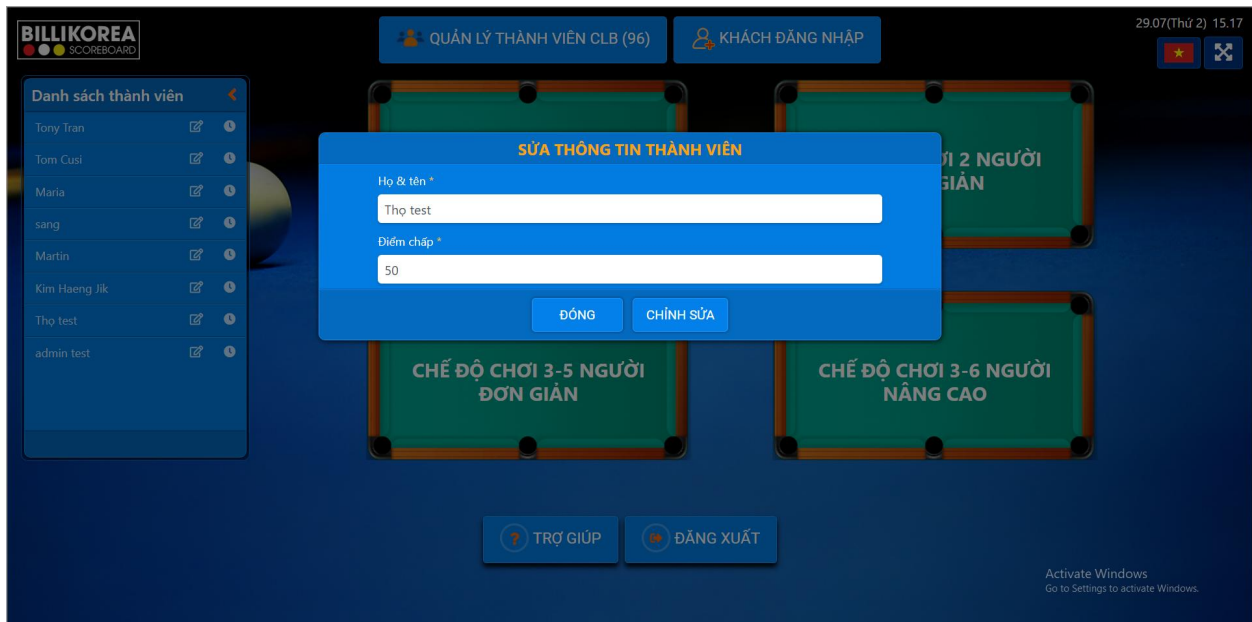 BILLIKOREA
SCOREBOARD
QUẢN LÝ THÀNH VIÊN CLB (96)
KHÁCH ĐĂNG NHẬP
29.07(Thứ 2) 15.17
Danh sách thành viên
Tony Tran
Tom Cusi
Maria
sang
Martin
Kim Haeng Jik
Thọ test
admin test
SỬA THÔNG TIN THÀNH VIÊN
Họ & tên *
Thọ test
Điểm chấp *
50
ĐÓNG
CHỈNH SỬA
2 NGƯỜI
GIẢN
CHẾ ĐỘ CHƠI 3-5 NGƯỜI
ĐƠN GIẢN
CHẾ ĐỘ CHƠI 3-6 NGƯỜI
NÂNG CAO
? TRỢ GIÚP
ĐĂNG XUẤT
Activate Windows
Go to Settings to activate Windows.